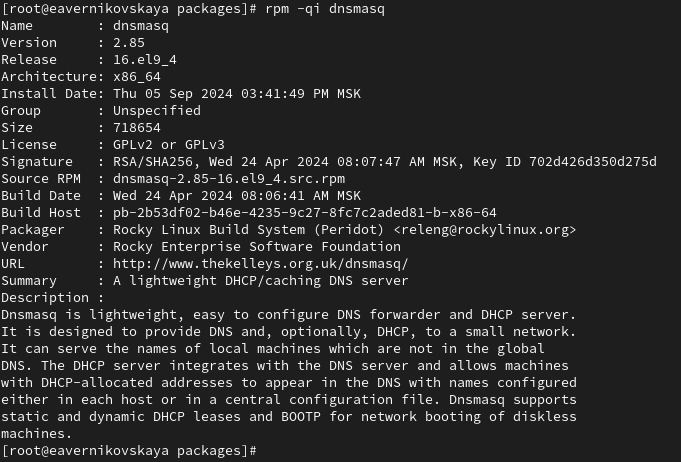 [root@eavernikovskaya packages]# rpm -qi dnsmasq
Name        : dnsmasq
Version     : 2.85
Release     : 16.el9_4
Architecture: x86_64
Install Date: Thu 05 Sep 2024 03:41:49 PM MSK
Group       : Unspecified
Size        : 718654
License     : GPLv2 or GPLv3
Signature   : RSA/SHA256, Wed 24 Apr 2024 08:07:47 AM MSK, Key ID 702d426d350d275d
Source RPM  : dnsmasq-2.85-16.el9_4.src.rpm
Build Date  : Wed 24 Apr 2024 08:06:41 AM MSK
Build Host  : pb-2b53df02-b46e-4235-9c27-8fc7c2aded81-b-x86-64
Packager    : Rocky Linux Build System (Peridot) <releng@rockylinux.org>
Vendor      : Rocky Enterprise Software Foundation
URL         : http://www.thekelleys.org.uk/dnsmasq/
Summary     : A lightweight DHCP/caching DNS server
Description :
Dnsmasq is lightweight, easy to configure DNS forwarder and DHCP server.
It is designed to provide DNS and, optionally, DHCP, to a small network.
It can serve the names of local machines which are not in the global
DNS. The DHCP server integrates with the DNS server and allows machines
with DHCP-allocated addresses to appear in the DNS with names configured
either in each host or in a central configuration file. Dnsmasq supports
static and dynamic DHCP leases and BOOTP for network booting of diskless
machines.
[root@eavernikovskaya packages]#